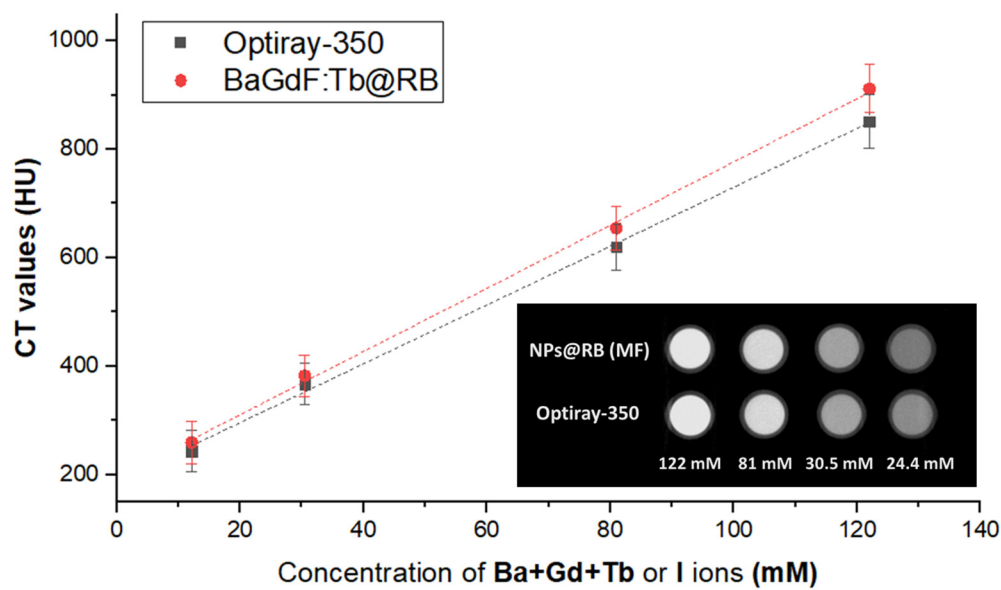 Optiray-350
BaGdF:Tb@RB
CT values (HU)
1000
800
600
400
200
0 20 40 60 80 100 120 140
Concentration of Ba+Gd+Tb or I ions (mM)
NPs@RB (MF)
Optiray-350
122 mM 81 mM 30.5 mM 24.4 mM